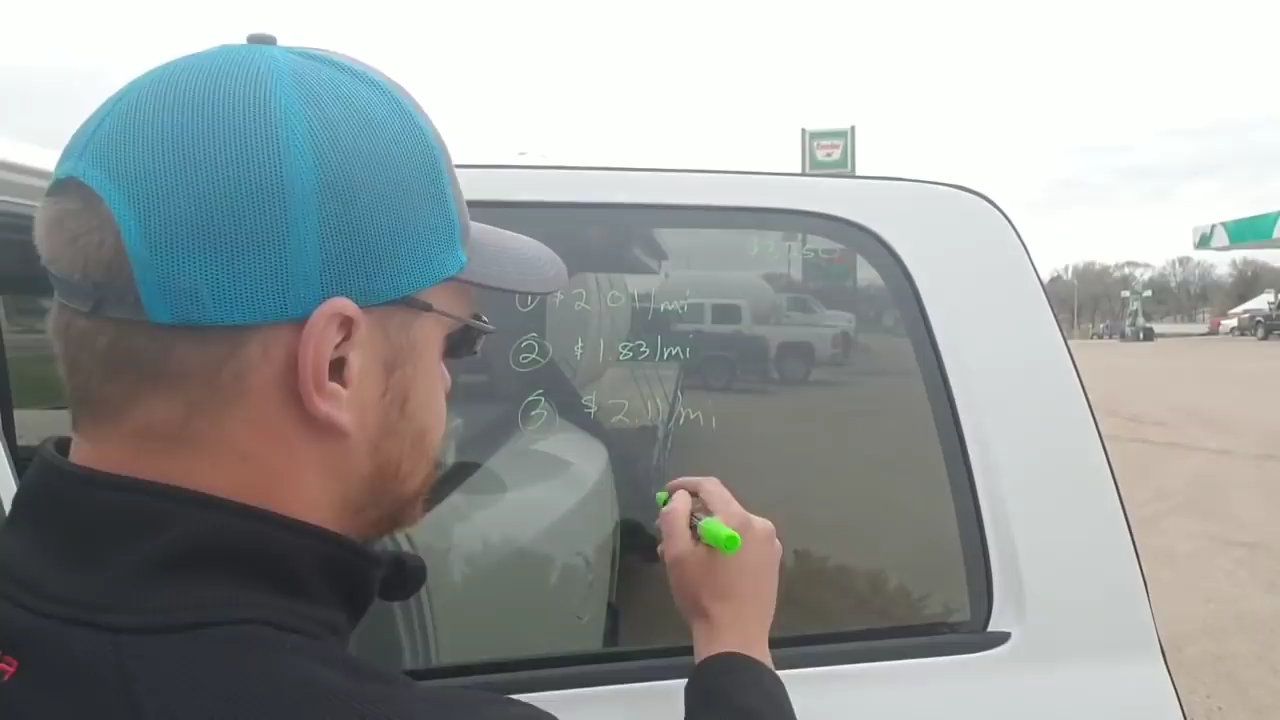 ① $2.01/mi
② $1.83/mi
③ $2.11/mi